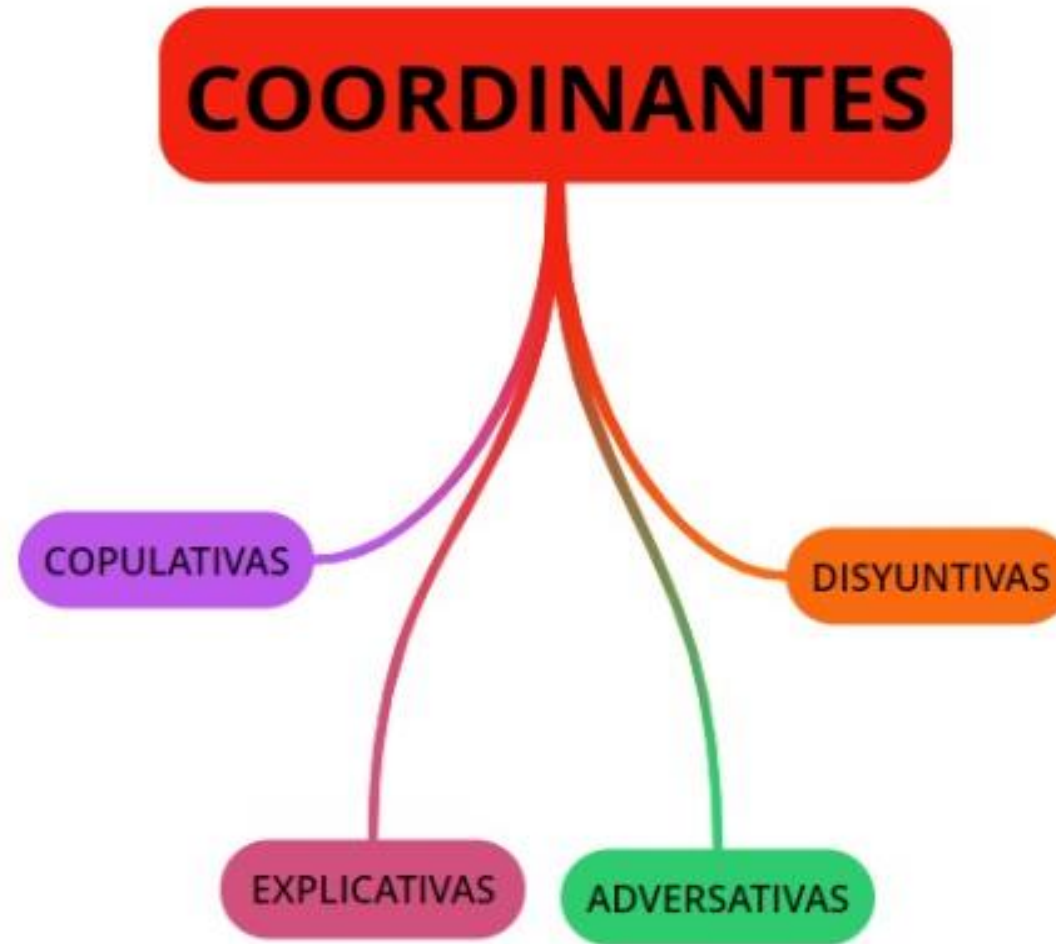 COORDINANTES
COPULATIVAS
DISYUNTIVAS
EXPLICATIVAS
ADVERSATIVAS